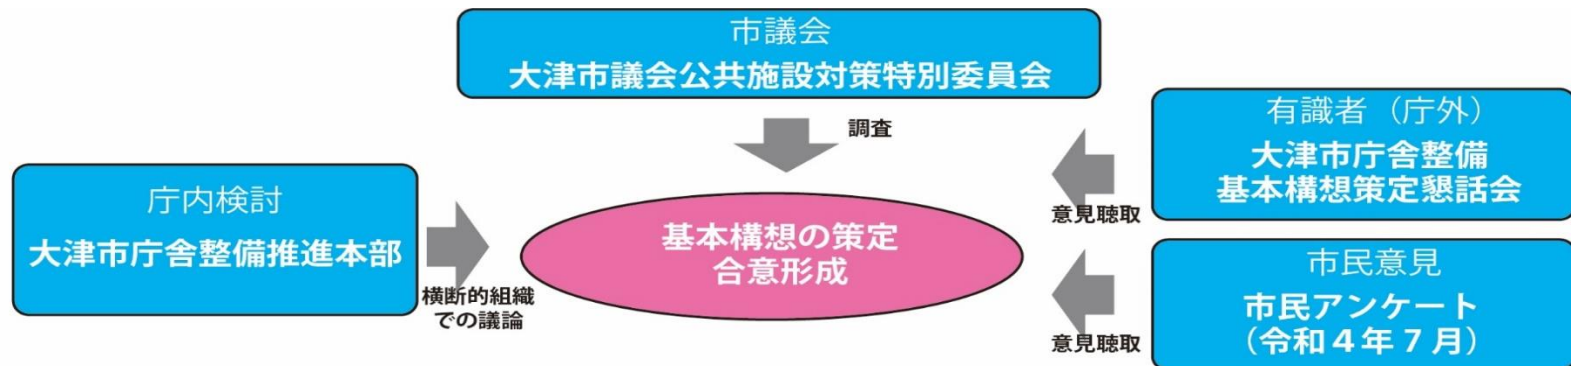 市議会
大津市議会公共施設対策特別委員会
調査
有識者（庁外）
大津市庁舎整備
基本構想策定懇話会
意見聴取
庁内検討
大津市庁舎整備推進本部
横断的組織
での議論
基本構想の策定
合意形成
市民意見
市民アンケート
（令和４年７月）
意見聴取